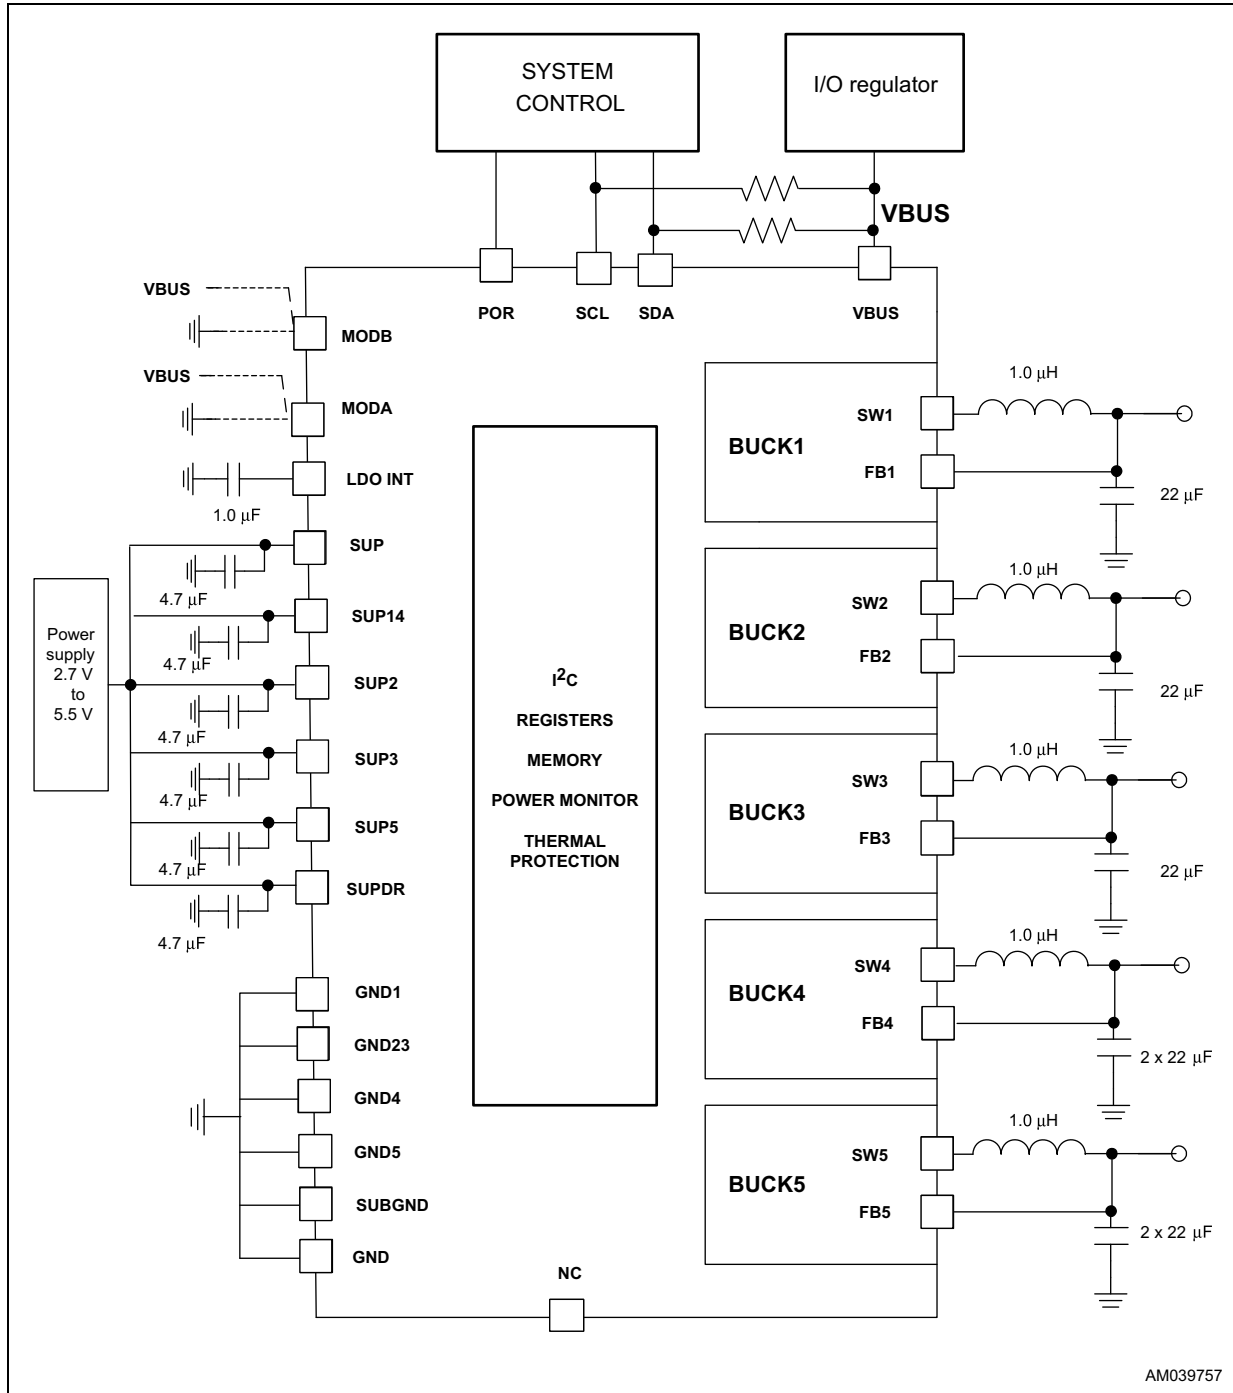 SYSTEM
CONTROL
I/O regulator
VBUS
POR
SCL
SDA
VBUS
VBUS
MODB
VBUS
MODA
LDO INT
1.0 µF
SUP
4.7 µF
SUP14
4.7 µF
SUP2
4.7 µF
SUP3
4.7 µF
SUP5
4.7 µF
SUPDR
4.7 µF
Power
supply
2.7 V
to
5.5 V
GND1
GND23
GND4
GND5
SUBGND
GND
NC
I²C
REGISTERS
MEMORY
POWER MONITOR
THERMAL
PROTECTION
BUCK1
SW1
FB1
1.0 µH
22 µF
BUCK2
SW2
FB2
1.0 µH
22 µF
BUCK3
SW3
FB3
1.0 µH
22 µF
BUCK4
SW4
FB4
1.0 µH
2 x 22 µF
BUCK5
SW5
FB5
1.0 µH
2 x 22 µF
AM039757